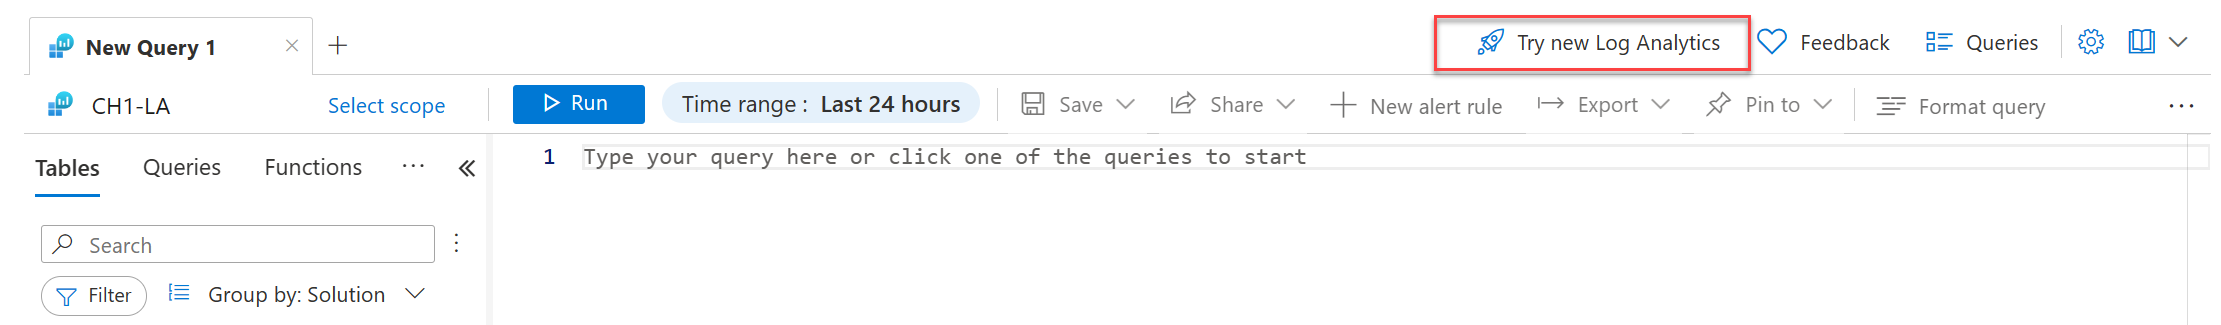 New Query 1
Try new Log Analytics
Feedback
Queries
CH1-LA
Select scope
Run
Time range : Last 24 hours
Save
Share
New alert rule
Export
Pin to
Format query
Tables
Queries
Functions
1 Type your query here or click one of the queries to start
Search
Filter
Group by: Solution